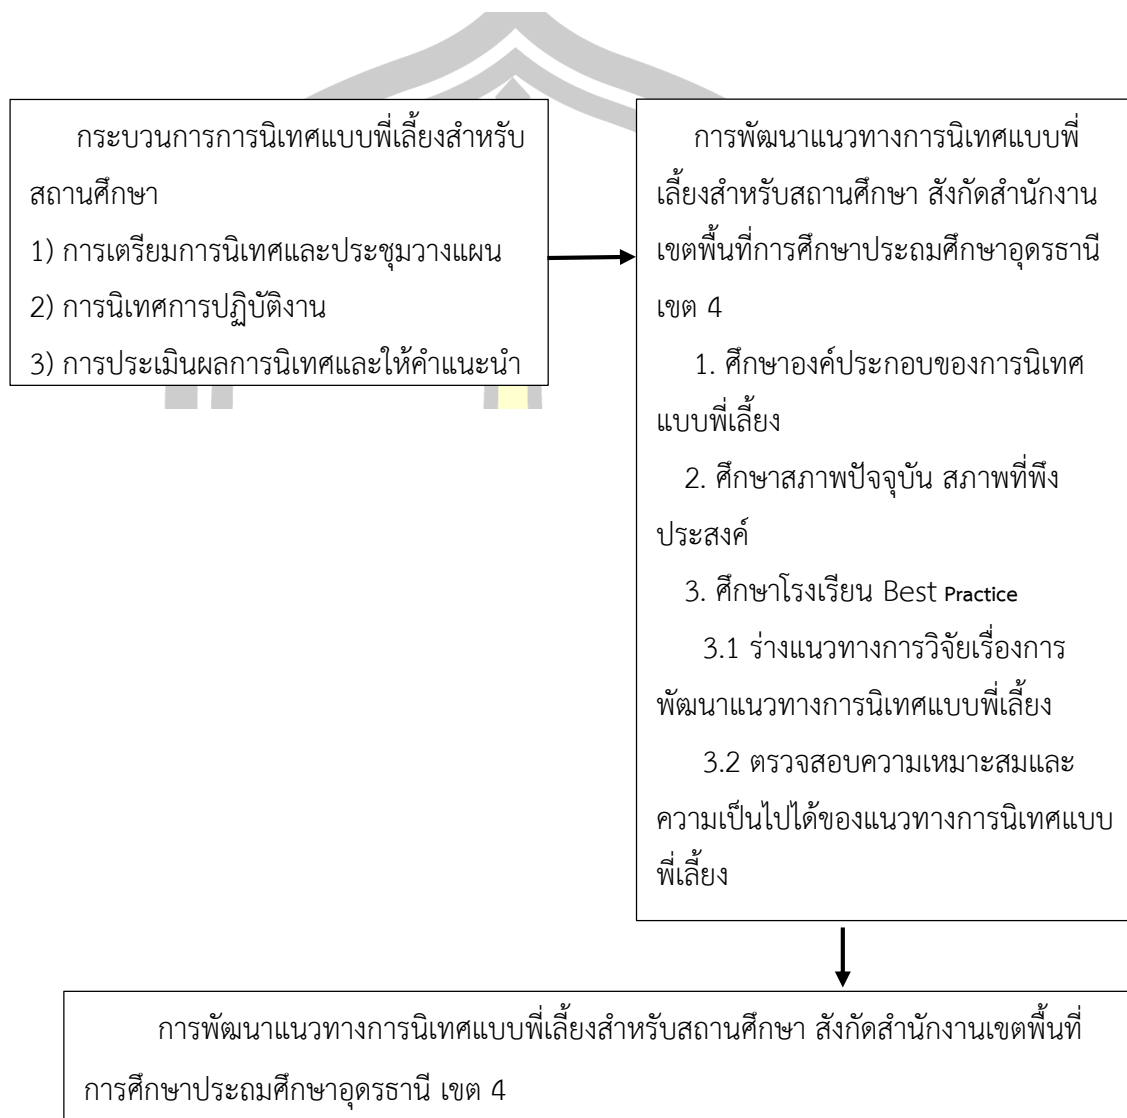 กระบวนการการนิเทศแบบพี่เลี้ยงสำหรับ
สถานศึกษา
1) การเตรียมการนิเทศและประชุมวางแผน
2) การนิเทศการปฏิบัติงาน
3) การประเมินผลการนิเทศและให้คำแนะนำ
การพัฒนาแนวทางการนิเทศแบบพี่
เลี้ยงสำหรับสถานศึกษา สังกัดสำนักงาน
เขตพื้นที่การศึกษาประถมศึกษาอุดรธานี
เขต 4
1. ศึกษาองค์ประกอบของการนิเทศ
แบบพี่เลี้ยง
2. ศึกษาสภาพปัจจุบัน สภาพที่พึง
ประสงค์
3. ศึกษาโรงเรียน Best Practice
3.1 ร่างแนวทางการวิจัยเรื่องการ
พัฒนาแนวทางการนิเทศแบบพี่เลี้ยง
3.2 ตรวจสอบความเหมาะสมและ
ความเป็นไปได้ของแนวทางการนิเทศแบบ
พี่เลี้ยง
การพัฒนาแนวทางการนิเทศแบบพี่เลี้ยงสำหรับสถานศึกษา สังกัดสำนักงานเขตพื้นที่
การศึกษาประถมศึกษาอุดรธานี เขต 4